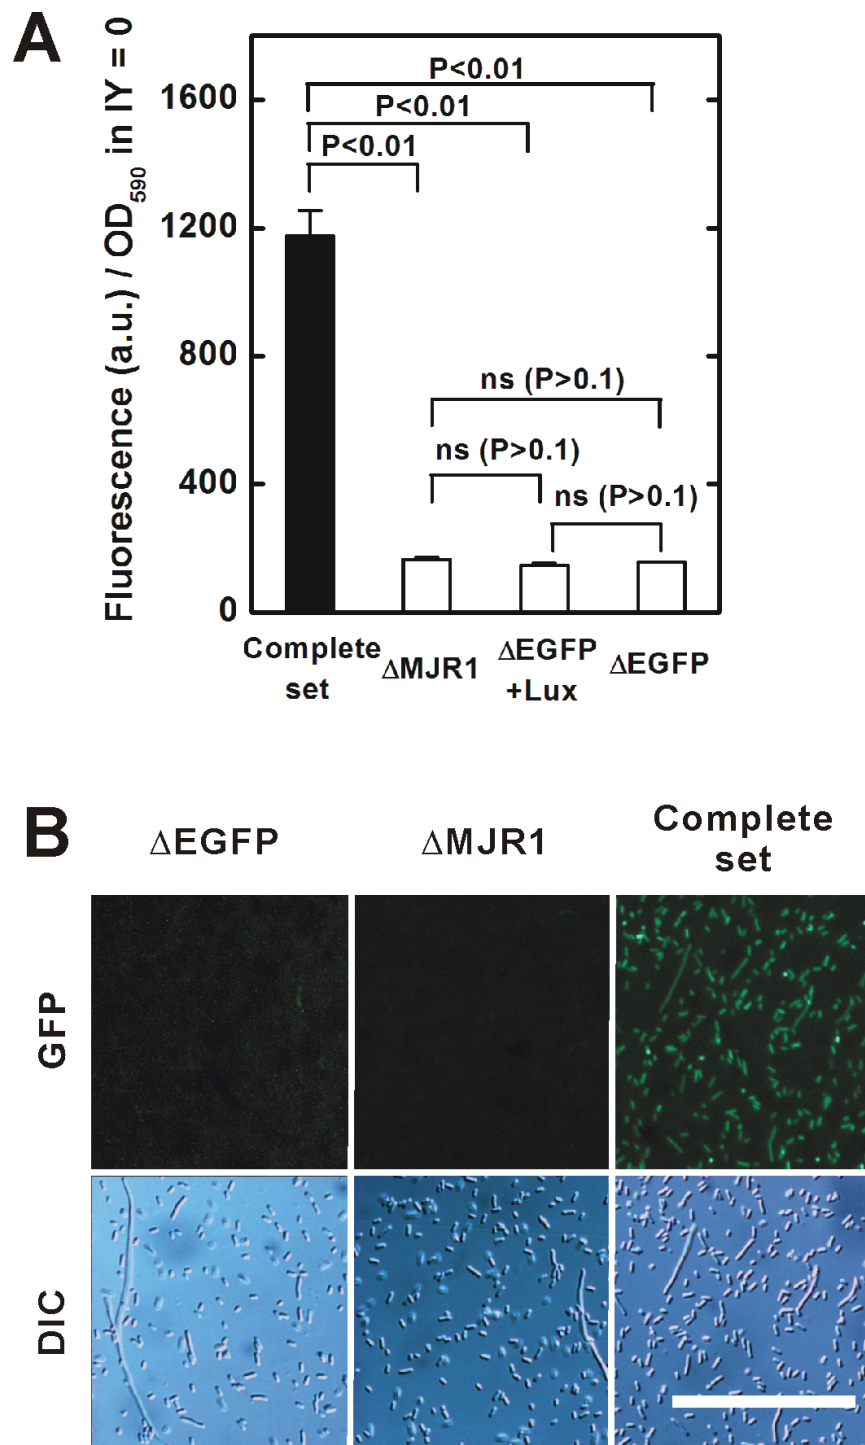 A
Fluorescence (a.u.) / OD590 in IY = 0
1600
1200
800
400
0
P<0.01
P<0.01
P<0.01
ns (P>0.1)
ns (P>0.1)
ns (P>0.1)
Complete
set
ΔMJR1
ΔEGFP
+Lux
ΔEGFP
B
ΔEGFP
ΔMJR1
Complete
set
GFP
DIC